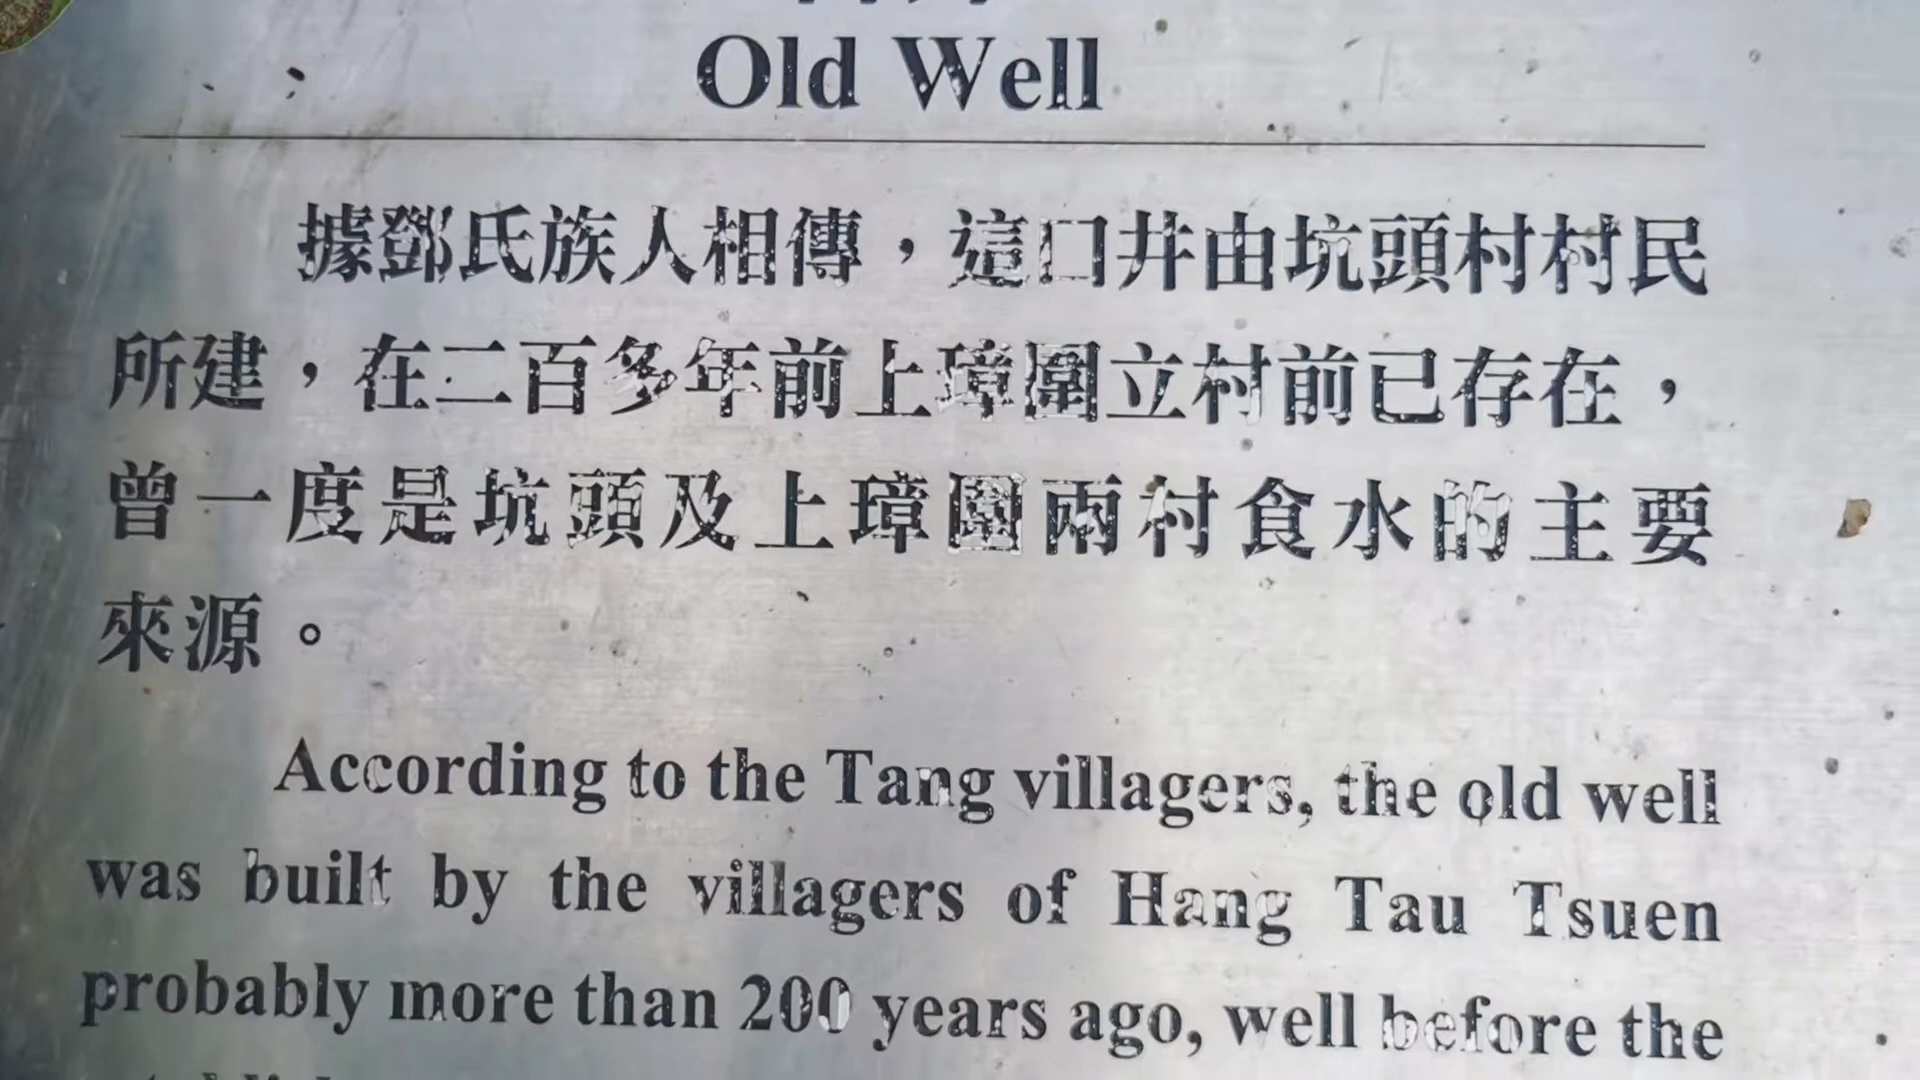 Old Well
據鄧氏族人相傳，這口井由坑頭村村民
所建，在二百多年前上璋圍立村前已存在，
曾一度是坑頭及上璋圍兩村食水的主要
來源。
According to the Tang villagers, the old well
was built by the villagers of Hang Tau Tsuen
probably more than 200 years ago, well before the